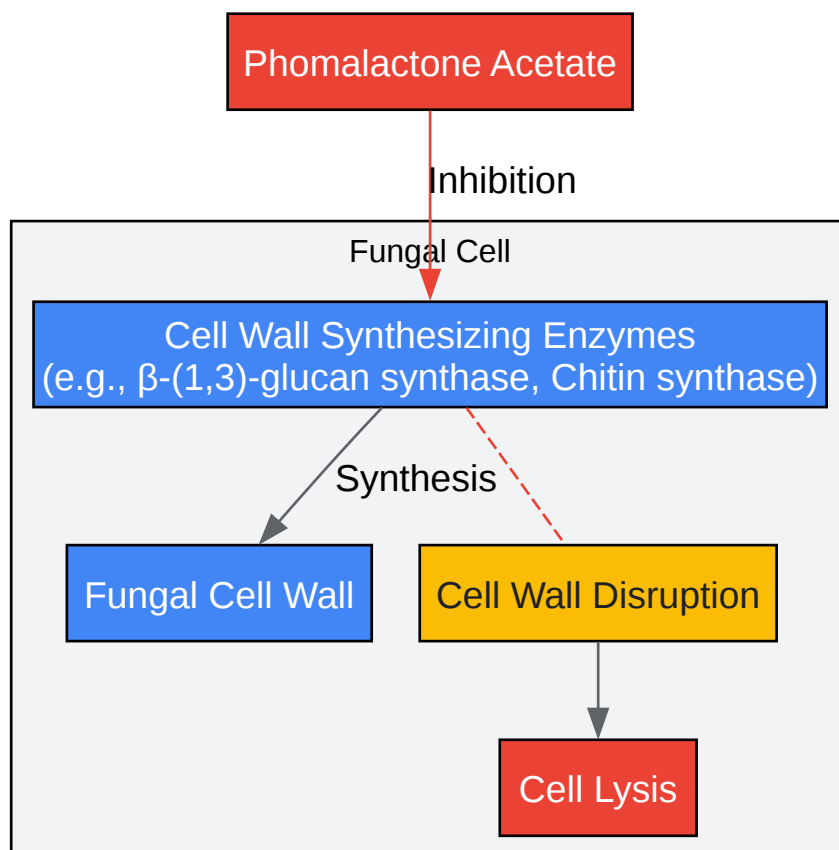 Phomalactone Acetate
Inhibition
Fungal Cell
Cell Wall Synthesizing Enzymes
(e.g., β-(1,3)-glucan synthase, Chitin synthase)
Synthesis
Fungal Cell Wall
Cell Wall Disruption
Cell Lysis